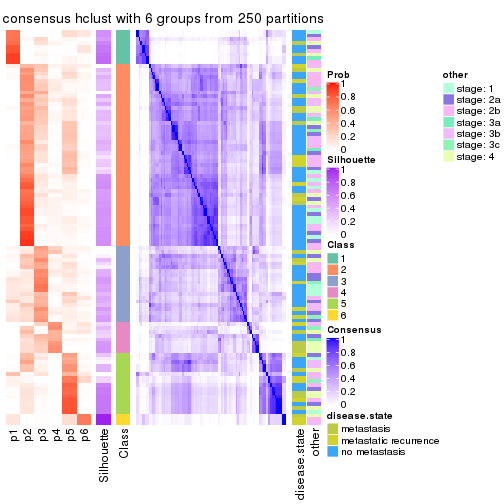 consensus hclust with 6 groups from 250 partitions
Prob
1
0.8
0.6
0.4
0.2
0
Silhouette
1
0.8
0.6
0.4
0.2
0
Class
1
2
3
4
5
6
Consensus
1
0.8
0.6
0.4
0.2
0
disease.state
metastasis
metastatic recurrence
no metastasis
other
stage: 1
stage: 2a
stage: 2b
stage: 3a
stage: 3b
stage: 3c
stage: 4
p1
p2
p3
p4
p5
p6
Silhouette
Class
disease.state
other